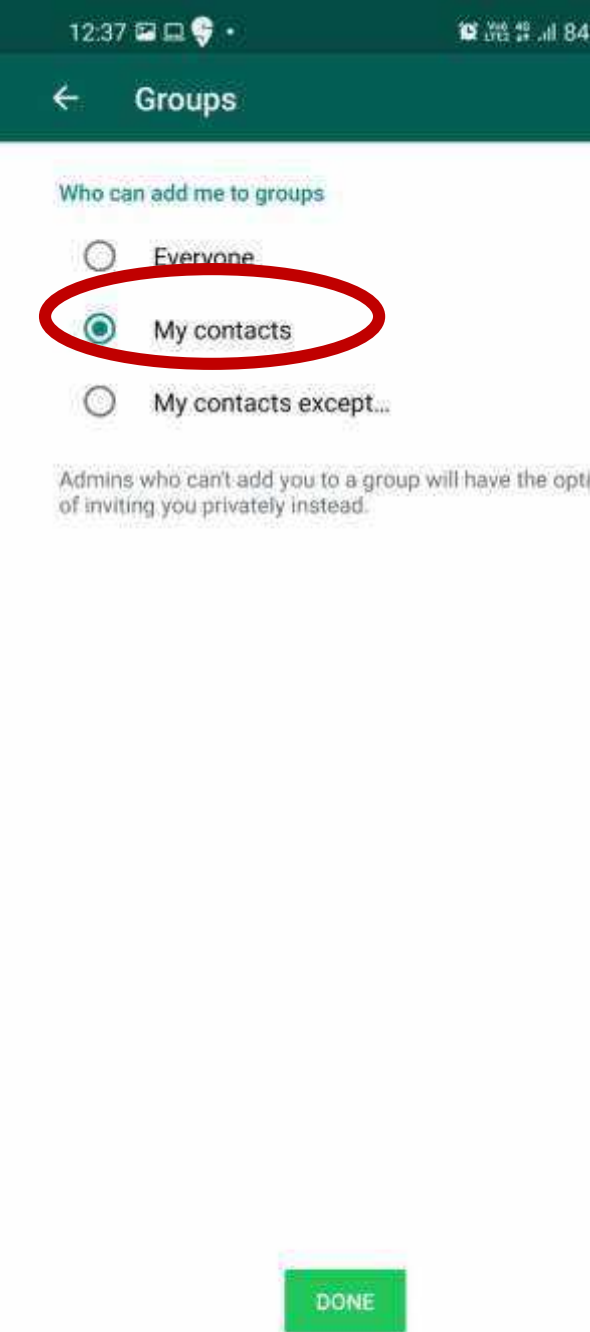 12:37
84
Groups
Who can add me to groups
Everyone
My contacts
My contacts except...
Admins who can't add you to a group will have the opti
of inviting you privately instead.
DONE